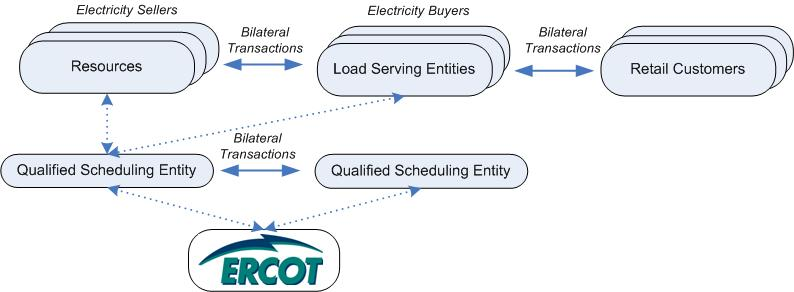 Electricity Sellers
Electricity Buyers
Bilateral
Transactions
Bilateral
Transactions
Resources
Load Serving Entities
Retail Customers
Bilateral
Transactions
Qualified Scheduling Entity
Qualified Scheduling Entity
ERCOT